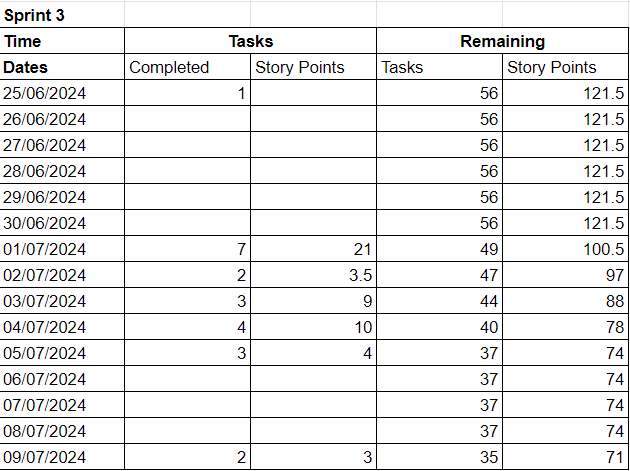 Sprint 3
Time Tasks Remaining
Dates Completed Story Points Tasks Story Points
25/06/2024 1 56 121.5
26/06/2024 56 121.5
27/06/2024 56 121.5
28/06/2024 56 121.5
29/06/2024 56 121.5
30/06/2024 56 121.5
01/07/2024 7 21 49 100.5
02/07/2024 2 3.5 47 97
03/07/2024 3 9 44 88
04/07/2024 4 10 40 78
05/07/2024 3 4 37 74
06/07/2024 37 74
07/07/2024 37 74
08/07/2024 37 74
09/07/2024 2 3 35 71